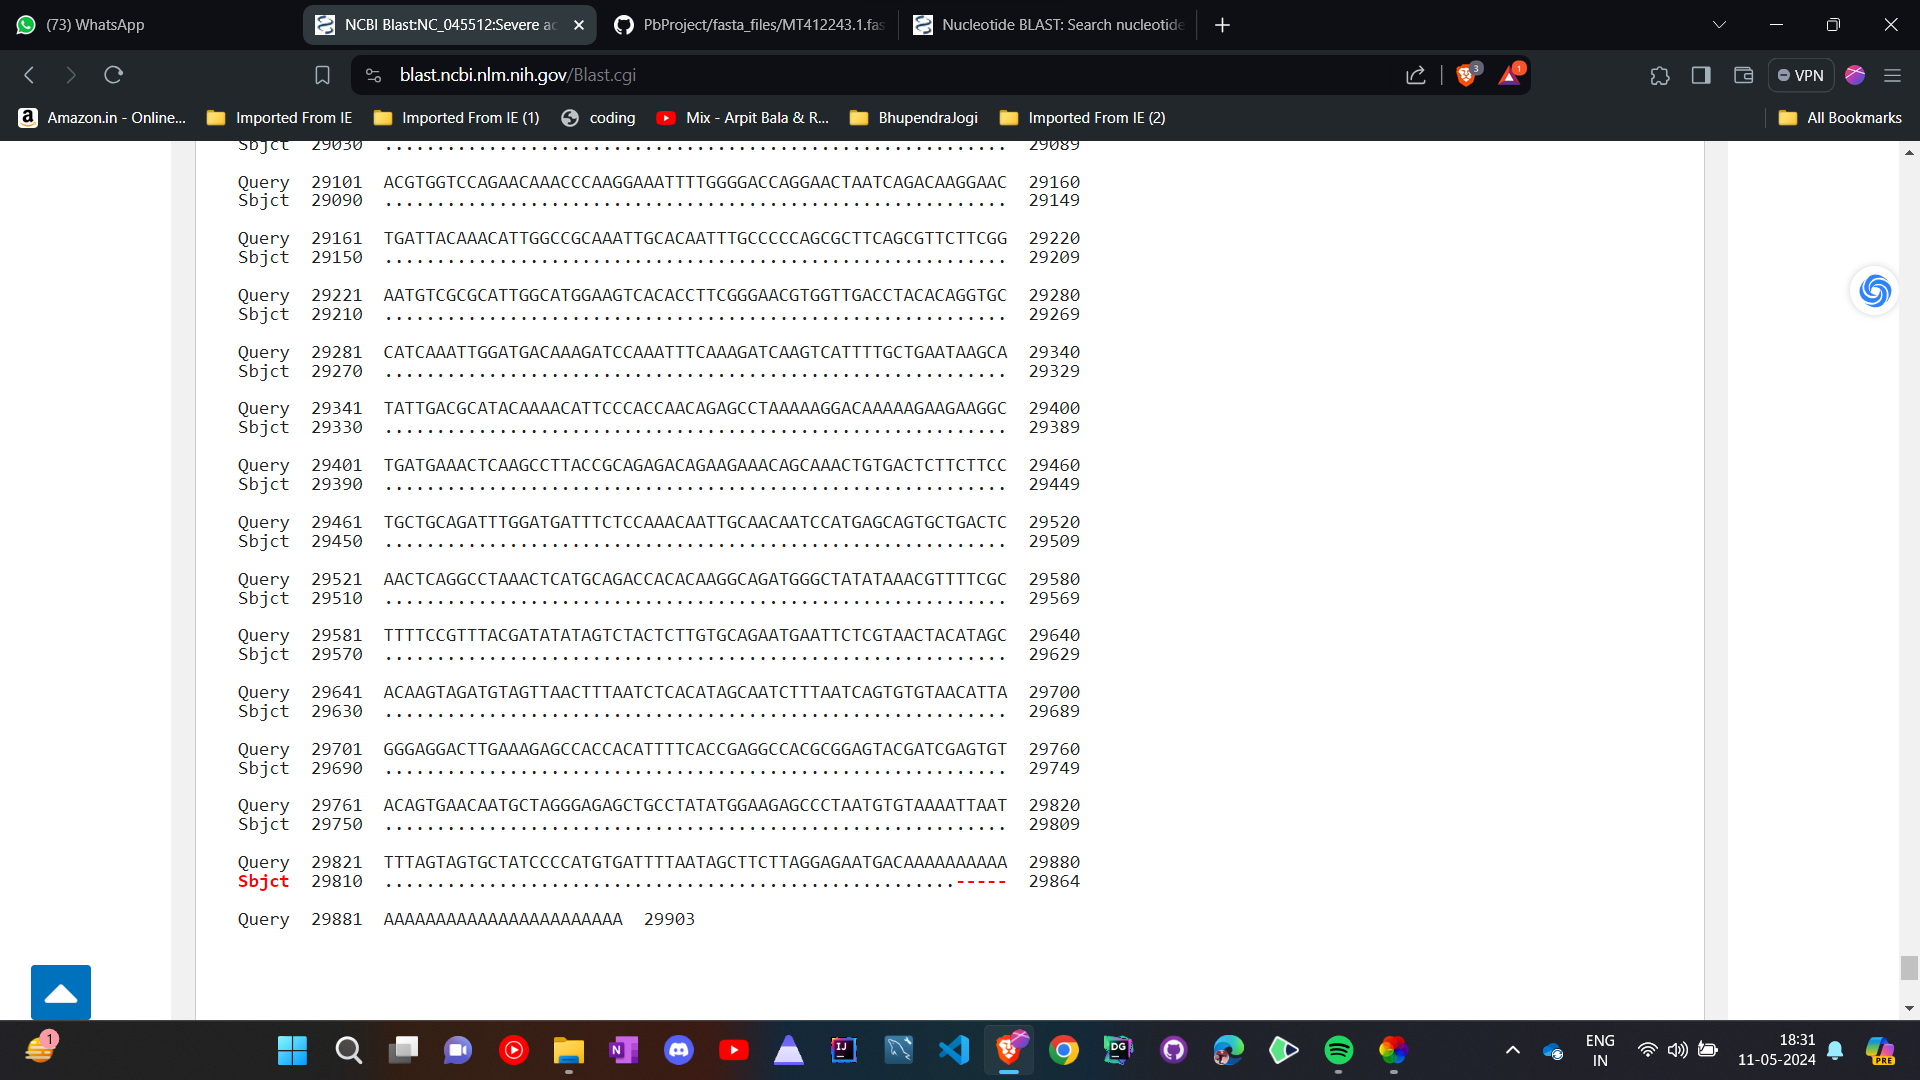 (73) WhatsApp
NCBI Blast:NC_045512:Severe ac
PbProject/fasta_files/MT412243.1.fas
Nucleotide BLAST: Search nucleotide
blast.ncbi.nlm.nih.gov/Blast.cgi
3
1
VPN
Amazon.in - Online...
Imported From IE
Imported From IE (1)
coding
Mix - Arpit Bala & R...
BhupendraJogi
Imported From IE (2)
All Bookmarks
Sbjct 29030 ............................................................ 29089
Query 29101 ACGTGGTCCAGAACAAACCCAAGGAAATTTTGGGGACCAGGAACTAATCAGACAAGGAAC 29160
Sbjct 29090 ............................................................ 29149
Query 29161 TGATTACAAACATTGGCCGCAAATTGCACAATTTGCCCCCAGCGCTTCAGCGTTCTTCGG 29220
Sbjct 29150 ............................................................ 29209
Query 29221 AATGTCGCGCATTGGCATGGAAGTCACACCTTCGGGAACGTGGTTGACCTACACAGGTGC 29280
Sbjct 29210 ............................................................ 29269
Query 29281 CATCAAATTGGATGACAAAGATCCAAATTTCAAAGATCAAGTCATTTTGCTGAATAAGCA 29340
Sbjct 29270 ............................................................ 29329
Query 29341 TATTGACGCATACAAAACATTCCCACCAACAGAGCCTAAAAAGGACAAAAAGAAGAAGGC 29400
Sbjct 29330 ............................................................ 29389
Query 29401 TGATGAAACTCAAGCCTTACCGCAGAGACAGAAGAAACAGCAAACTGTGACTCTTCTTCC 29460
Sbjct 29390 ............................................................ 29449
Query 29461 TGCTGCAGATTTGGATGATTTCTCCAAACAATTGCAACAATCCATGAGCAGTGCTGACTC 29520
Sbjct 29450 ............................................................ 29509
Query 29521 AACTCAGGCCTAAACTCATGCAGACCACACAAGGCAGATGGGCTATATAAACGTTTTCGC 29580
Sbjct 29510 ............................................................ 29569
Query 29581 TTTTCCGTTTACGATATATAGTCTACTCTTGTGCAGAATGAATTCTCGTAACTACATAGC 29640
Sbjct 29570 ............................................................ 29629
Query 29641 ACAAGTAGATGTAGTTAACTTTAATCTCACATAGCAATCTTTAATCAGTGTGTAACATTA 29700
Sbjct 29630 ............................................................ 29689
Query 29701 GGGAGGACTTGAAAGAGCCACCACATTTTCACCGAGGCCACGCGGAGTACGATCGAGTGT 29760
Sbjct 29690 ............................................................ 29749
Query 29761 ACAGTGAACAATGCTAGGGAGAGCTGCCTATATGGAAGAGCCCTAATGTGTAAAATTAAT 29820
Sbjct 29750 ............................................................ 29809
Query 29821 TTTAGTAGTGCTATCCCCATGTGATTTTAATAGCTTCTTAGGAGAATGACAAAAAAAAAA 29880
Sbjct 29810 .......................................................----- 29864
Query 29881 AAAAAAAAAAAAAAAAAAAAAAA 29903
1
ENG
IN
18:31
11-05-2024
PRE